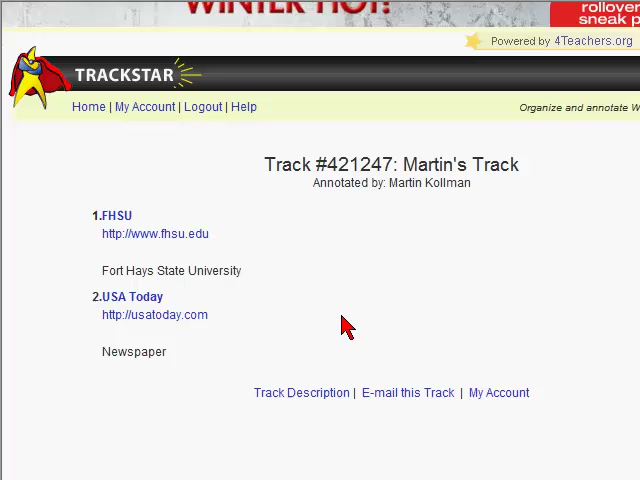 WINTER HOT!
rollover
sneak p
Powered by 4Teachers.org
TRACKSTAR
Home | My Account | Logout | Help
Organize and annotate W
Track #421247: Martin's Track
Annotated by: Martin Kollman
1.FHSU
http://www.fhsu.edu
Fort Hays State University
2.USA Today
http://usatoday.com
Newspaper
Track Description | E-mail this Track | My Account